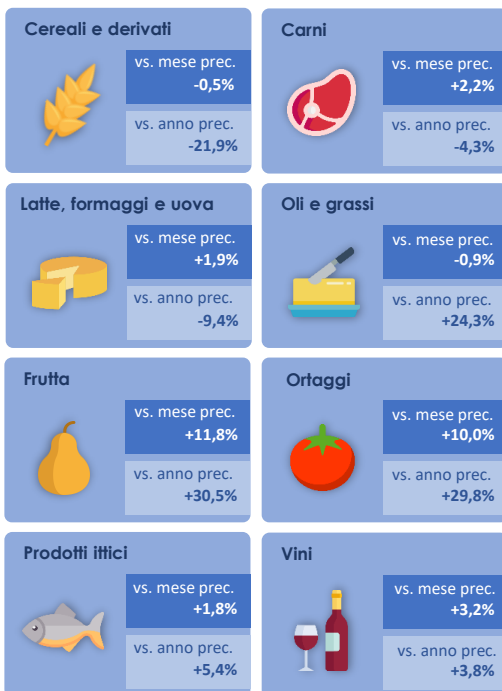 Cereali e derivati
vs. mese prec.
-0,5%
vs. anno prec.
-21,9%
Carni
vs. mese prec.
+2,2%
vs. anno prec.
-4,3%
Latte, formaggi e uova
vs. mese prec.
+1,9%
vs. anno prec.
-9,4%
Oli e grassi
vs. mese prec.
-0,9%
vs. anno prec.
+24,3%
Frutta
vs. mese prec.
+11,8%
vs. anno prec.
+30,5%
Ortaggi
vs. mese prec.
+10,0%
vs. anno prec.
+29,8%
Prodotti ittici
vs. mese prec.
+1,8%
vs. anno prec.
+5,4%
Vini
vs. mese prec.
+3,2%
vs. anno prec.
+3,8%